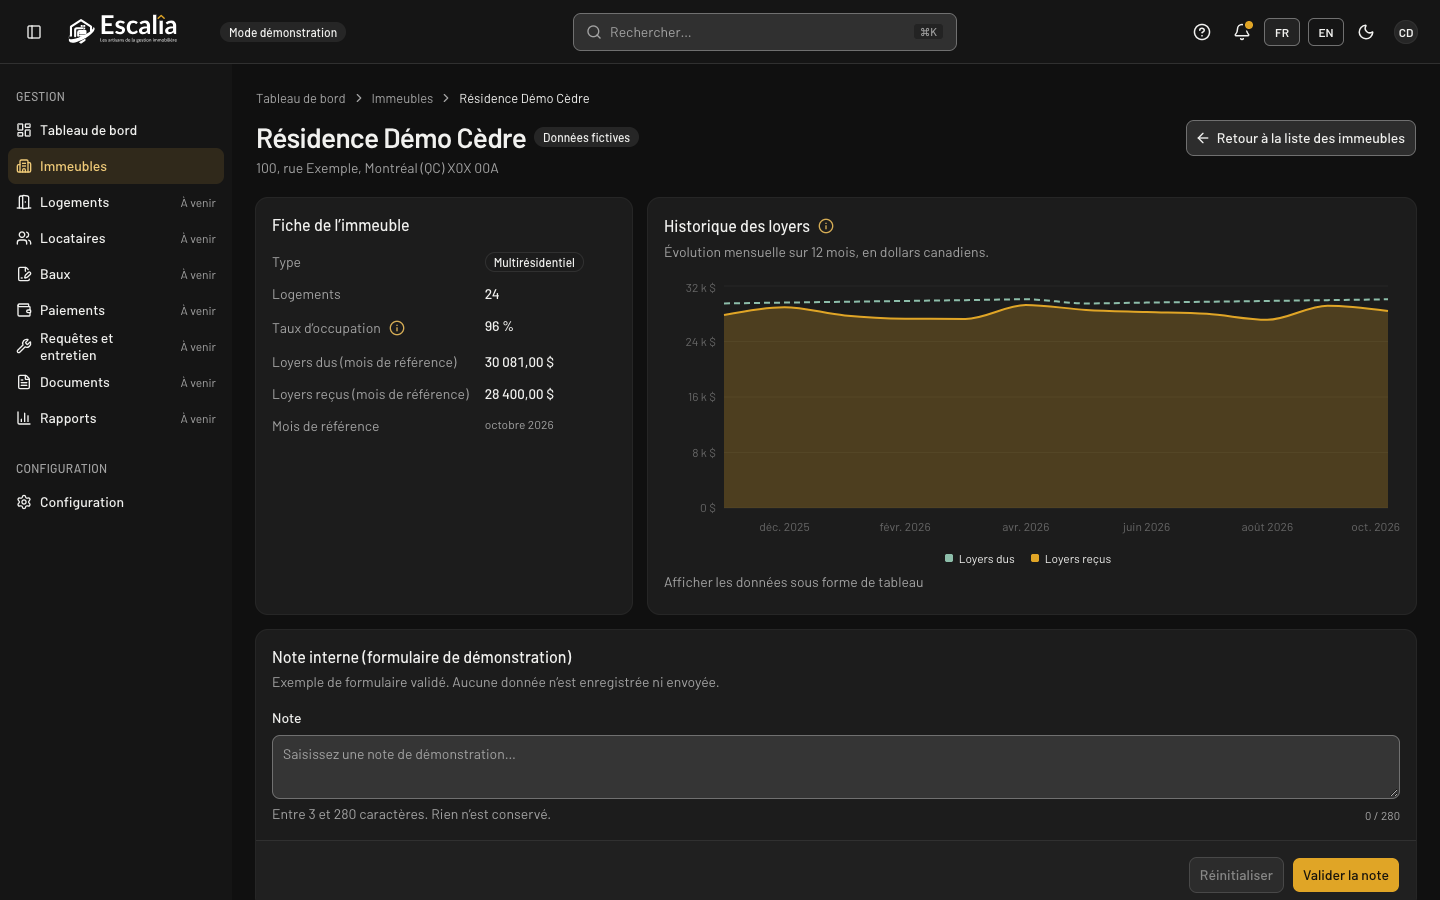 Escalia
Les artisans de la gestion immobilière
Mode démonstration
Rechercher...
⌘K
FR
EN
CD
GESTION
Tableau de bord
Immeubles
Logements À venir
Locataires À venir
Baux À venir
Paiements À venir
Requêtes et
entretien À venir
Documents À venir
Rapports À venir
CONFIGURATION
Configuration
Tableau de bord > Immeubles > Résidence Démo Cèdre
Résidence Démo Cèdre Données fictives
100, rue Exemple, Montréal (QC) X0X 00A
Retour à la liste des immeubles
Fiche de l’immeuble
Type Multirésidentiel
Logements 24
Taux d’occupation 96 %
Loyers dus (mois de référence) 30 081,00 $
Loyers reçus (mois de référence) 28 400,00 $
Mois de référence octobre 2026
Historique des loyers
Évolution mensuelle sur 12 mois, en dollars canadiens.
32 k $
24 k $
16 k $
8 k $
0 $
déc. 2025 févr. 2026 avr. 2026 juin 2026 août 2026 oct. 2026
Loyers dus Loyers reçus
Afficher les données sous forme de tableau
Note interne (formulaire de démonstration)
Exemple de formulaire validé. Aucune donnée n’est enregistrée ni envoyée.
Note
Saisissez une note de démonstration...
Entre 3 et 280 caractères. Rien n’est conservé.
0 / 280
Réinitialiser
Valider la note